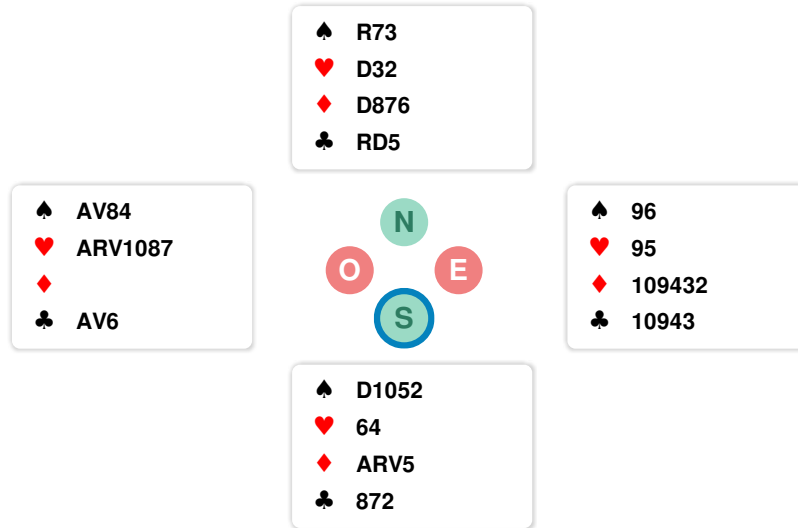 ♠ R73
♥ D32
♦ D876
♣ RD5
♠ AV84
♥ ARV1087
♦
♣ AV6
N
O
E
S
♠ 96
♥ 95
♦ 109432
♣ 10943
♠ D1052
♥ 64
♦ ARV5
♣ 872